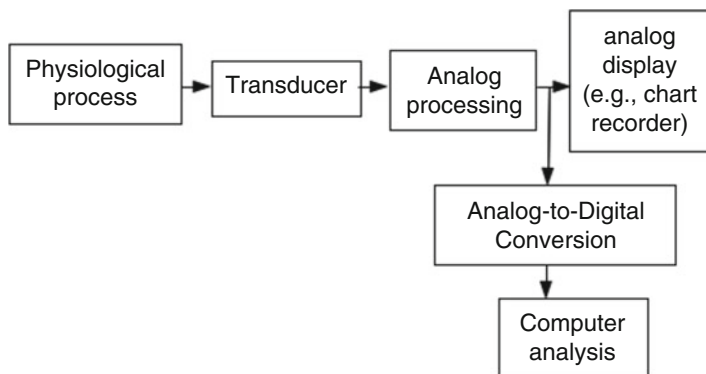 Physiological
process
Transducer
Analog
processing
analog
display
(e.g., chart
recorder)
Analog-to-Digital
Conversion
Computer
analysis